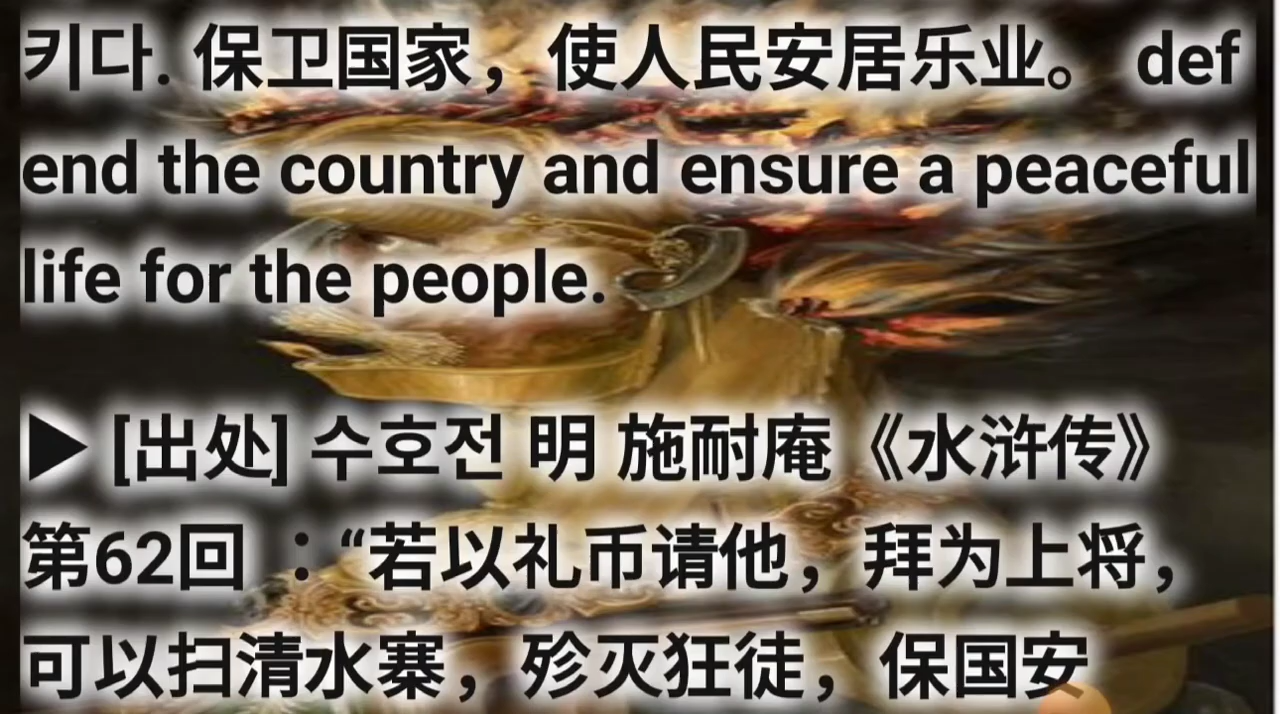 키다. 保卫国家，使人民安居乐业。 def
end the country and ensure a peaceful
life for the people.
▶ [出处] 수호전 明 施耐庵《水浒传》
第62回 ：“若以礼币请他，拜为上将，
可以扫清水寨，殄灭狂徒，保国安